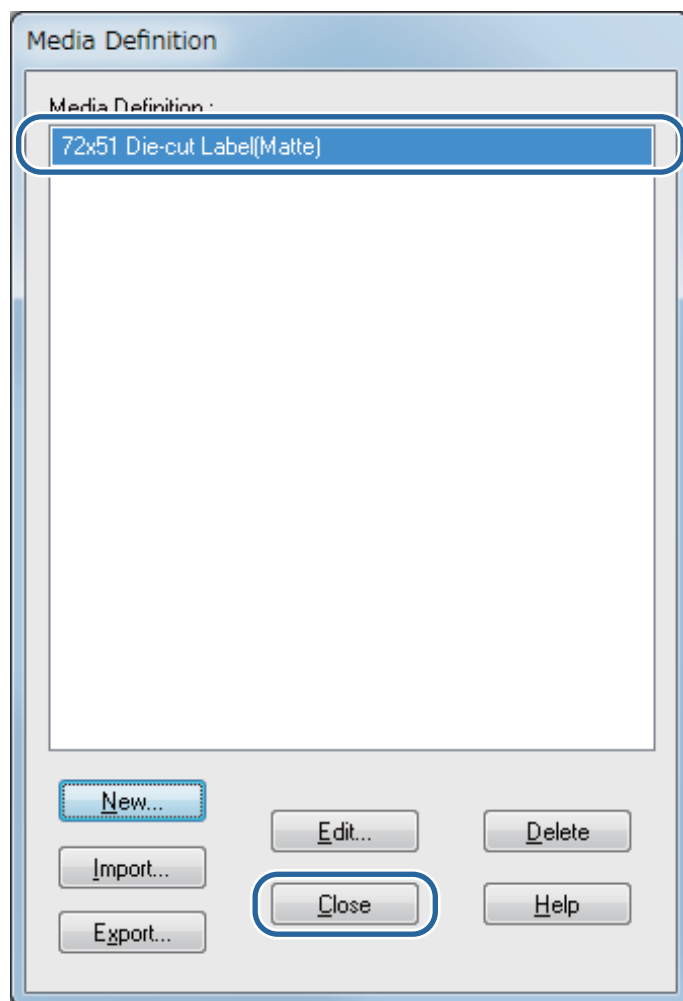 Media Definition
Media Definition :
72x51 Die-cut Label(Matte)
New...
Edit...
Delete
Import...
Close
Help
Export...